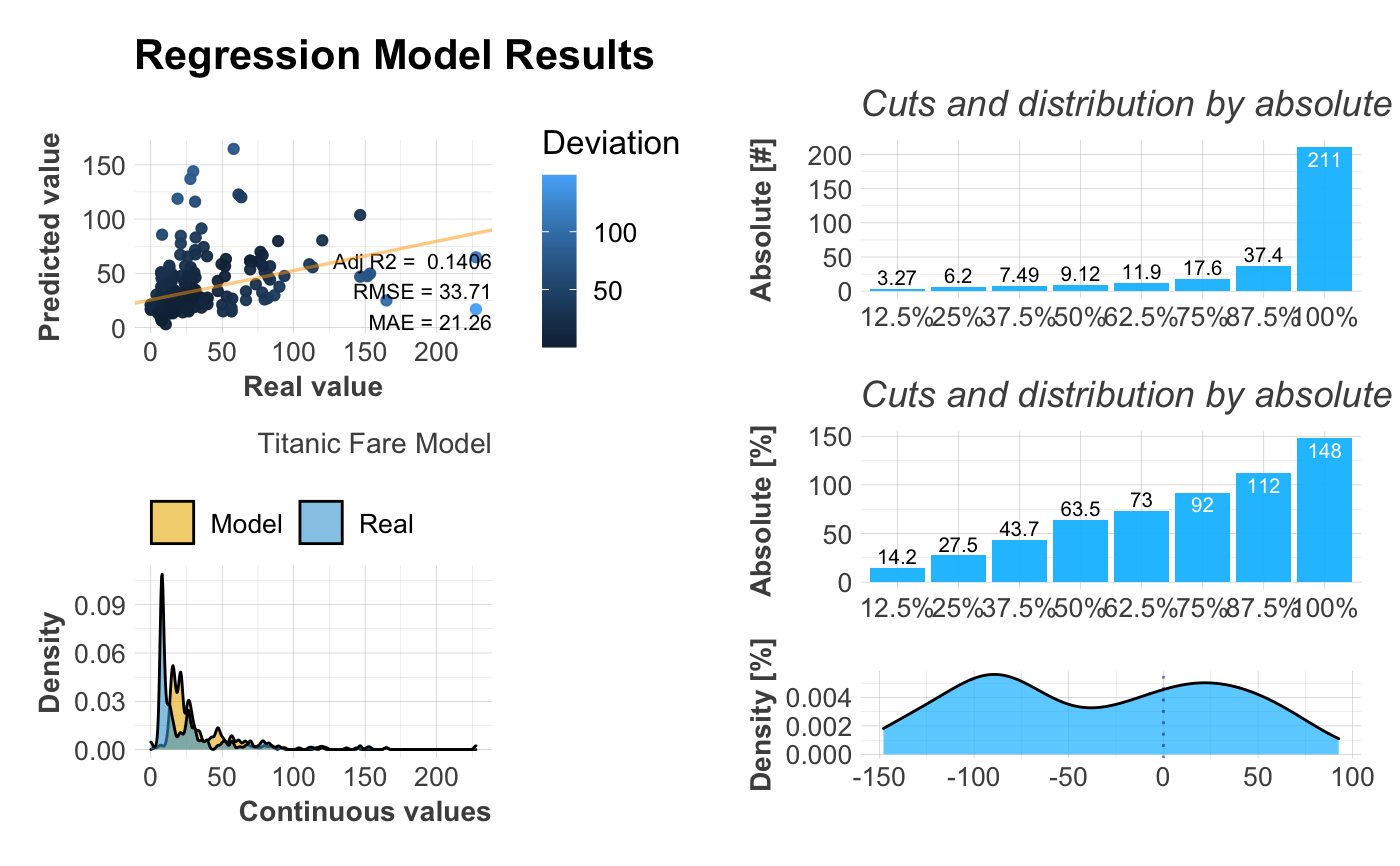 Regression Model Results
Predicted value
150
100
50
0
0 50 100 150 200
Real value
Adj R2 = 0.1406
RMSE = 33.71
MAE = 21.26
Deviation
100
50
Titanic Fare Model
Model Real
Density
0.09
0.06
0.03
0.00
0 50 100 150 200
Continuous values
Cuts and distribution by absolute
Absolute [#]
200
150
100
50
0
3.27 6.2 7.49 9.12 11.9 17.6 37.4 211
12.5% 25% 37.5% 50% 62.5% 75% 87.5% 100%
Cuts and distribution by absolute
Absolute [%]
150
100
50
0
14.2 27.5 43.7 63.5 73 92 112 148
12.5% 25% 37.5% 50% 62.5% 75% 87.5% 100%
Density [%]
0.004
0.002
0.000
-150 -100 -50 0 50 100